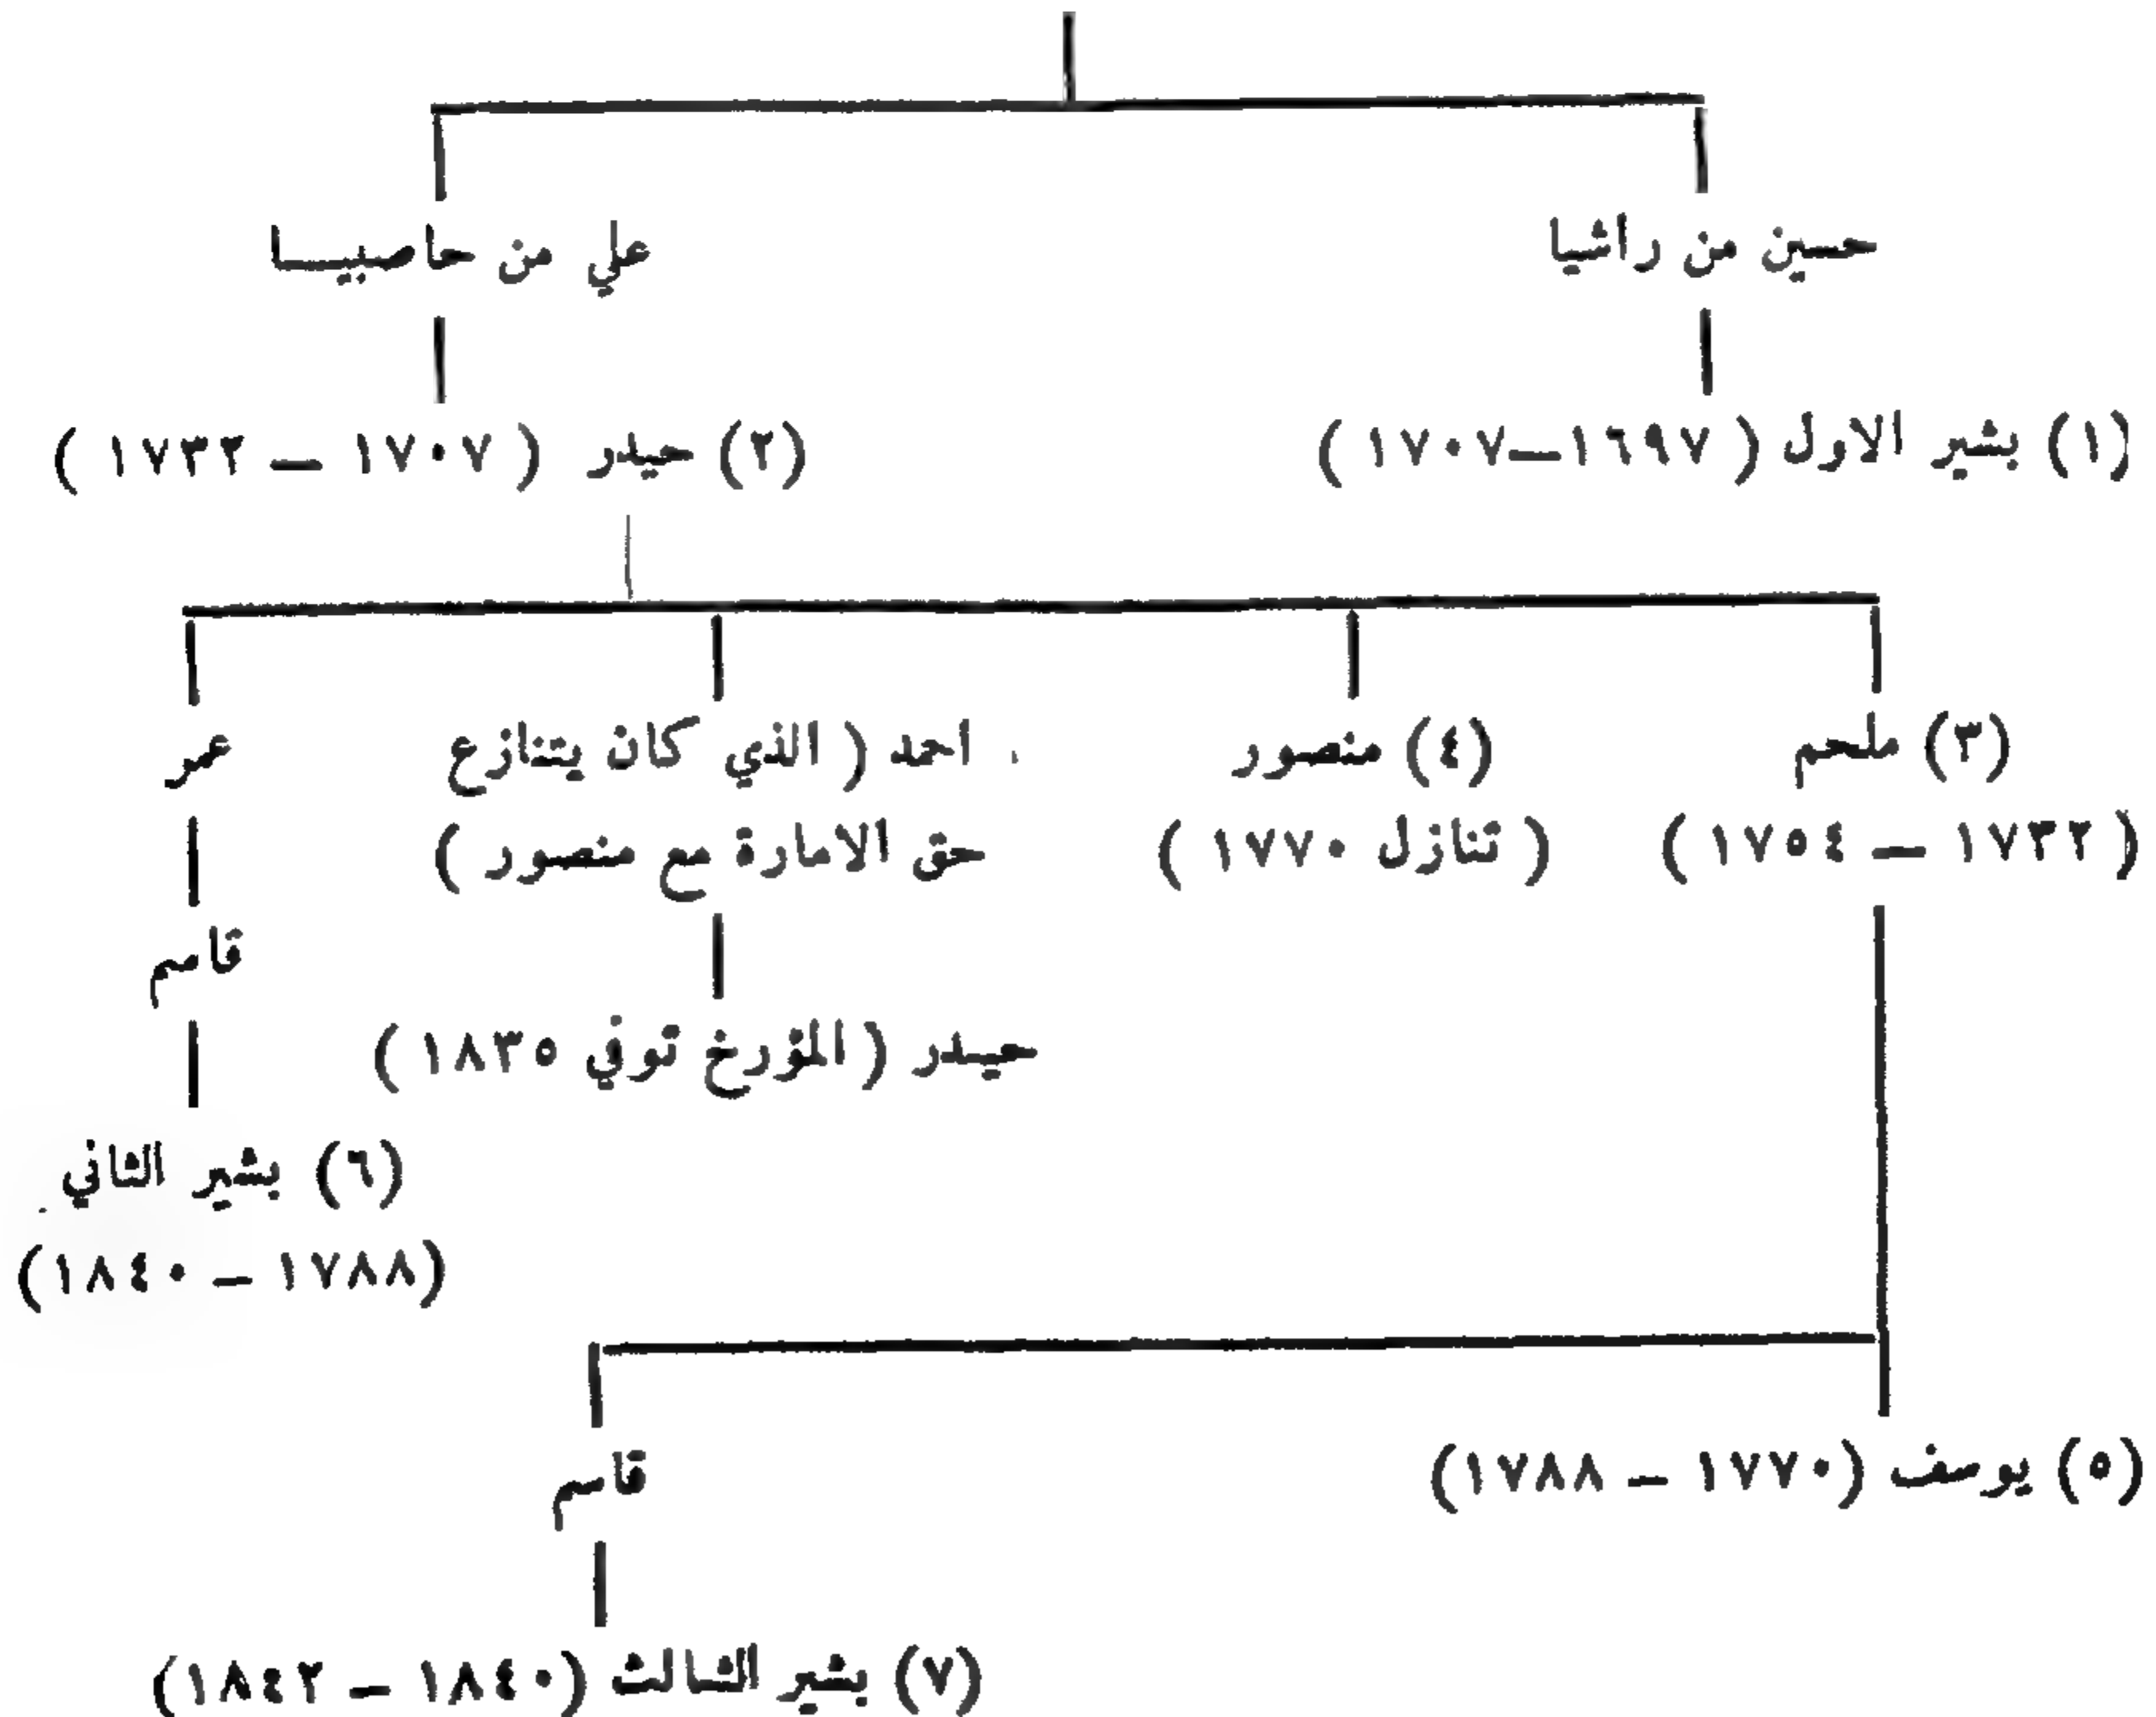 حسين من راشيا
علي من حاصبيا
(١) بشير الاول (١٦٩٧–١٧٠٧)
(٢) حيدر (١٧٠٧ – ١٧٣٢)
(٣) ملحم
(١٧٣٢ – ١٧٥٤)
(٤) منصور
(تنازل ١٧٧٠)
احمد (الذي كان يتنازع
حق الامارة مع منصور)
حيدر (المؤرخ توفي ١٨٣٥)
عمر
قاسم
(٦) بشير الثاني
(١٧٨٨ – ١٨٤٠)
(٥) يوسف (١٧٧٠ – ١٧٨٨)
قاسم
(٧) بشير الثالث (١٨٤٠ – ١٨٤٢)